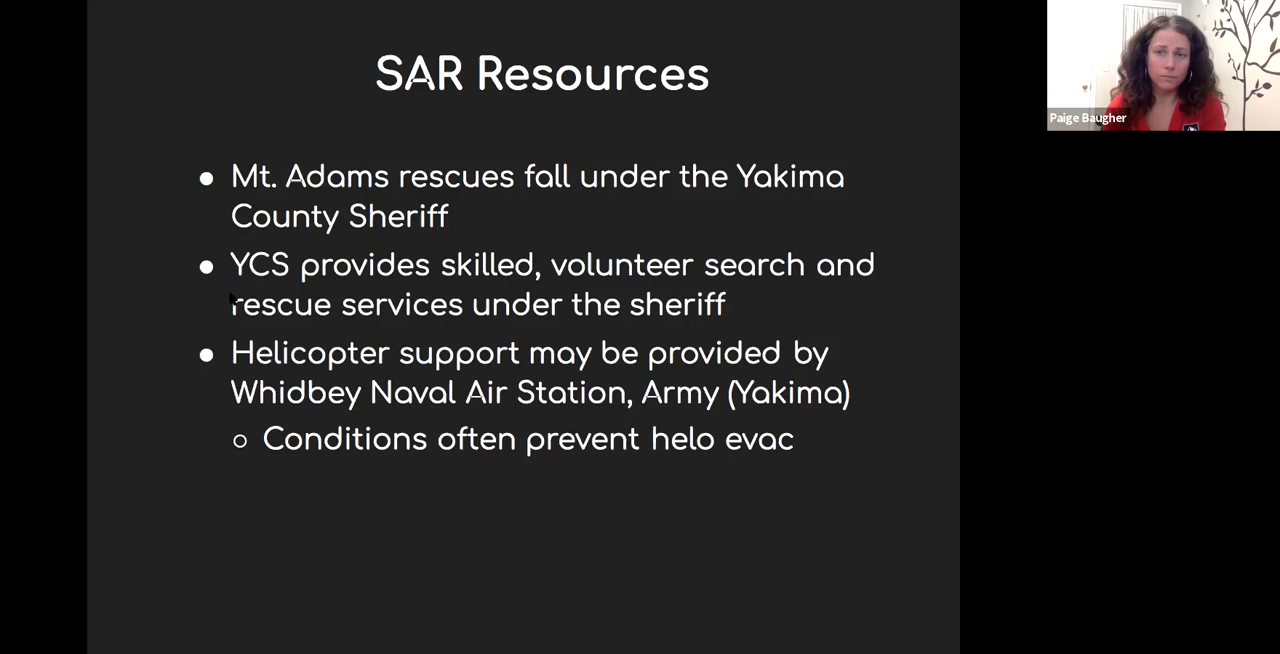 SAR Resources
Paige Baugher
● Mt. Adams rescues fall under the Yakima
County Sheriff
● YCS provides skilled, volunteer search and
rescue services under the sheriff
● Helicopter support may be provided by
Whidbey Naval Air Station, Army (Yakima)
○ Conditions often prevent helo evac